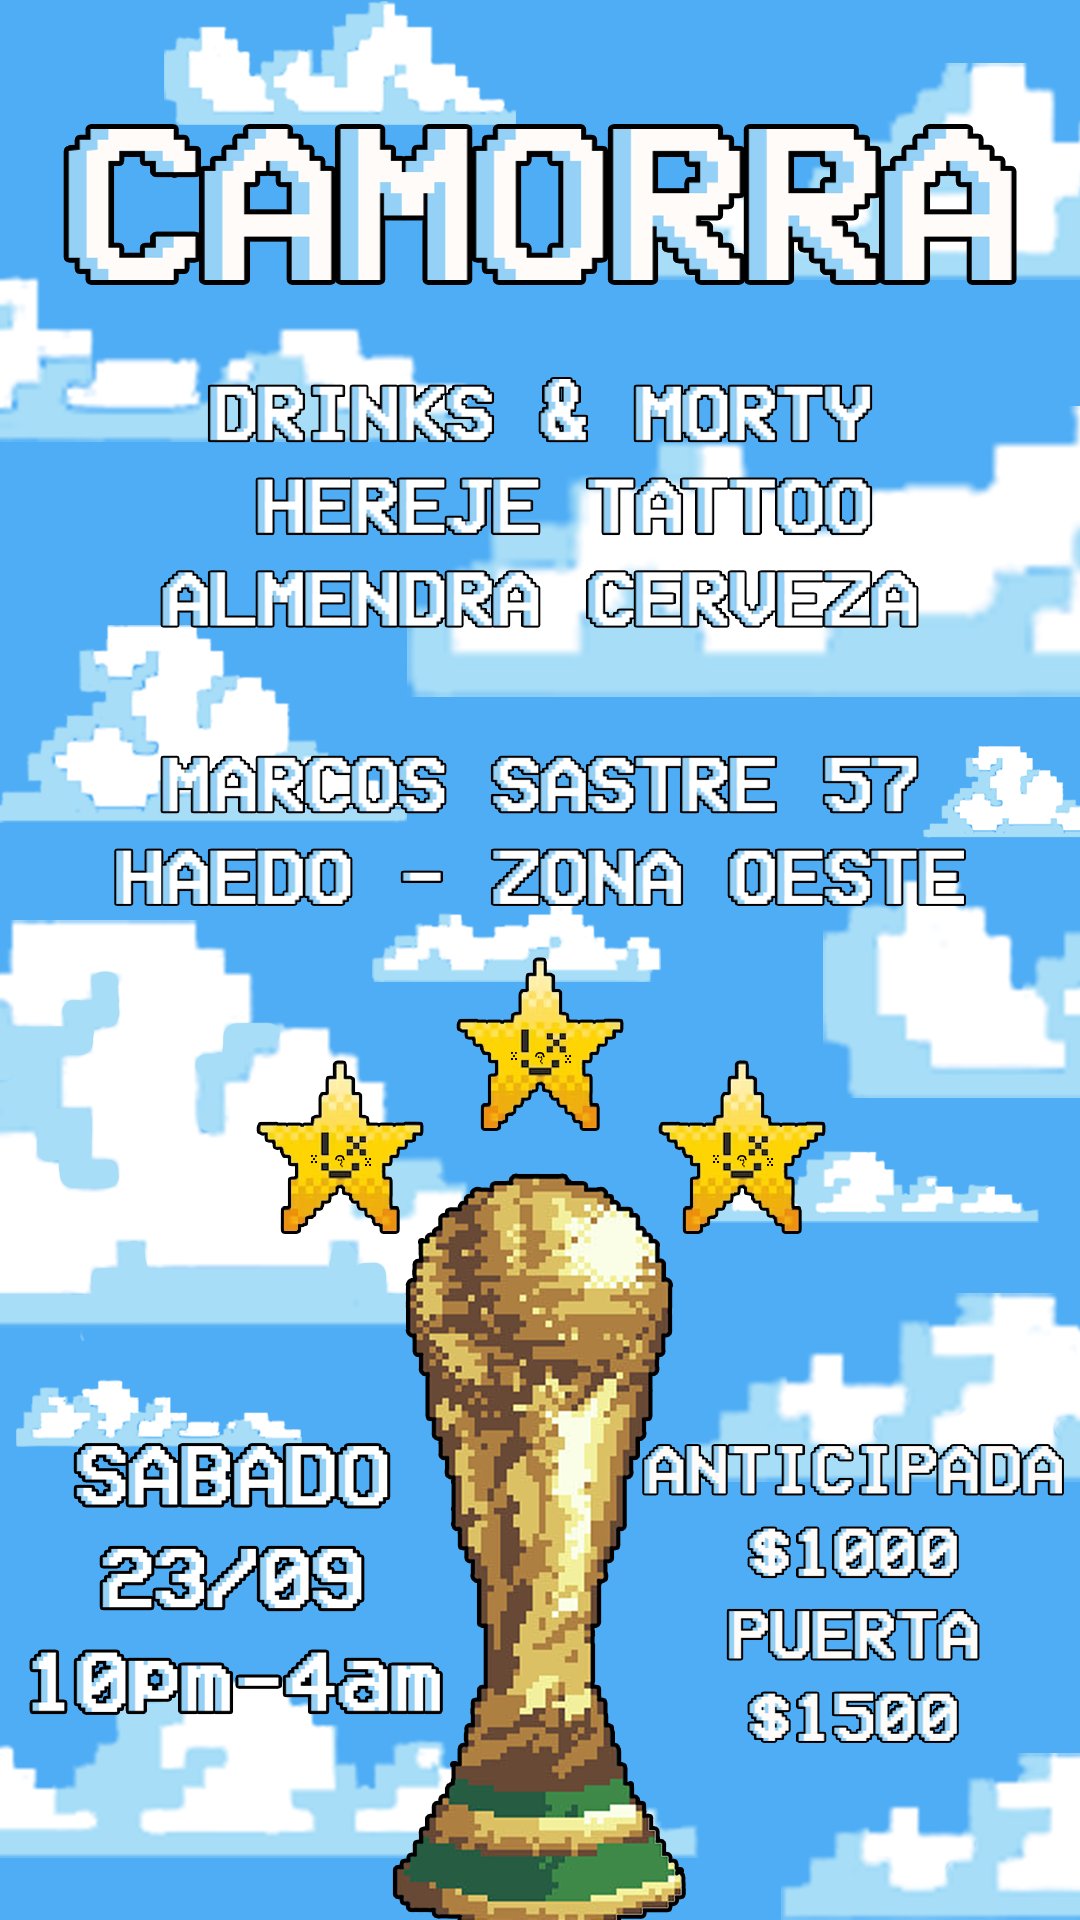 CAMORRA
DRINKS & MORTY
HEREJE TATTOO
ALMENDRA CERVEZA
MARCOS SASTRE 57
HAEDO - ZONA OESTE
SABADO
23/09
10pm-4am
ANTICIPADA
$1000
PUERTA
$1500